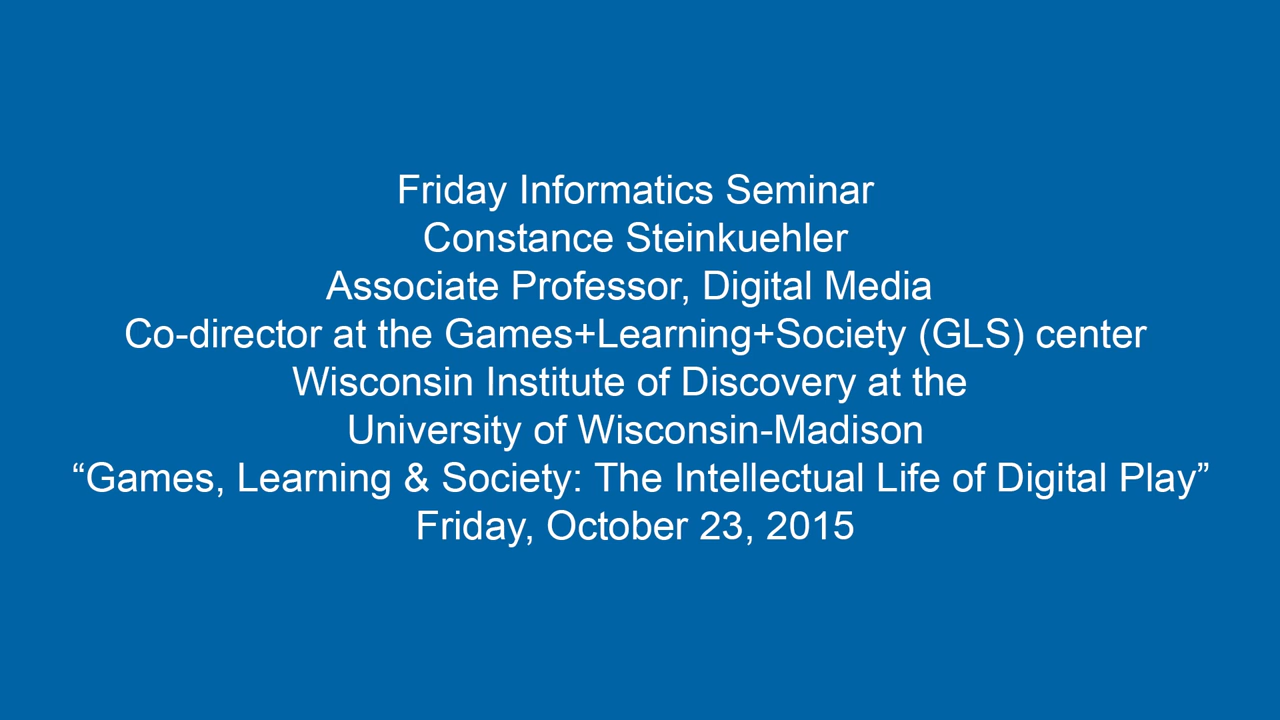 Friday Informatics Seminar
Constance Steinkuehler
Associate Professor, Digital Media
Co-director at the Games+Learning+Society (GLS) center
Wisconsin Institute of Discovery at the
University of Wisconsin-Madison
“Games, Learning & Society: The Intellectual Life of Digital Play”
Friday, October 23, 2015